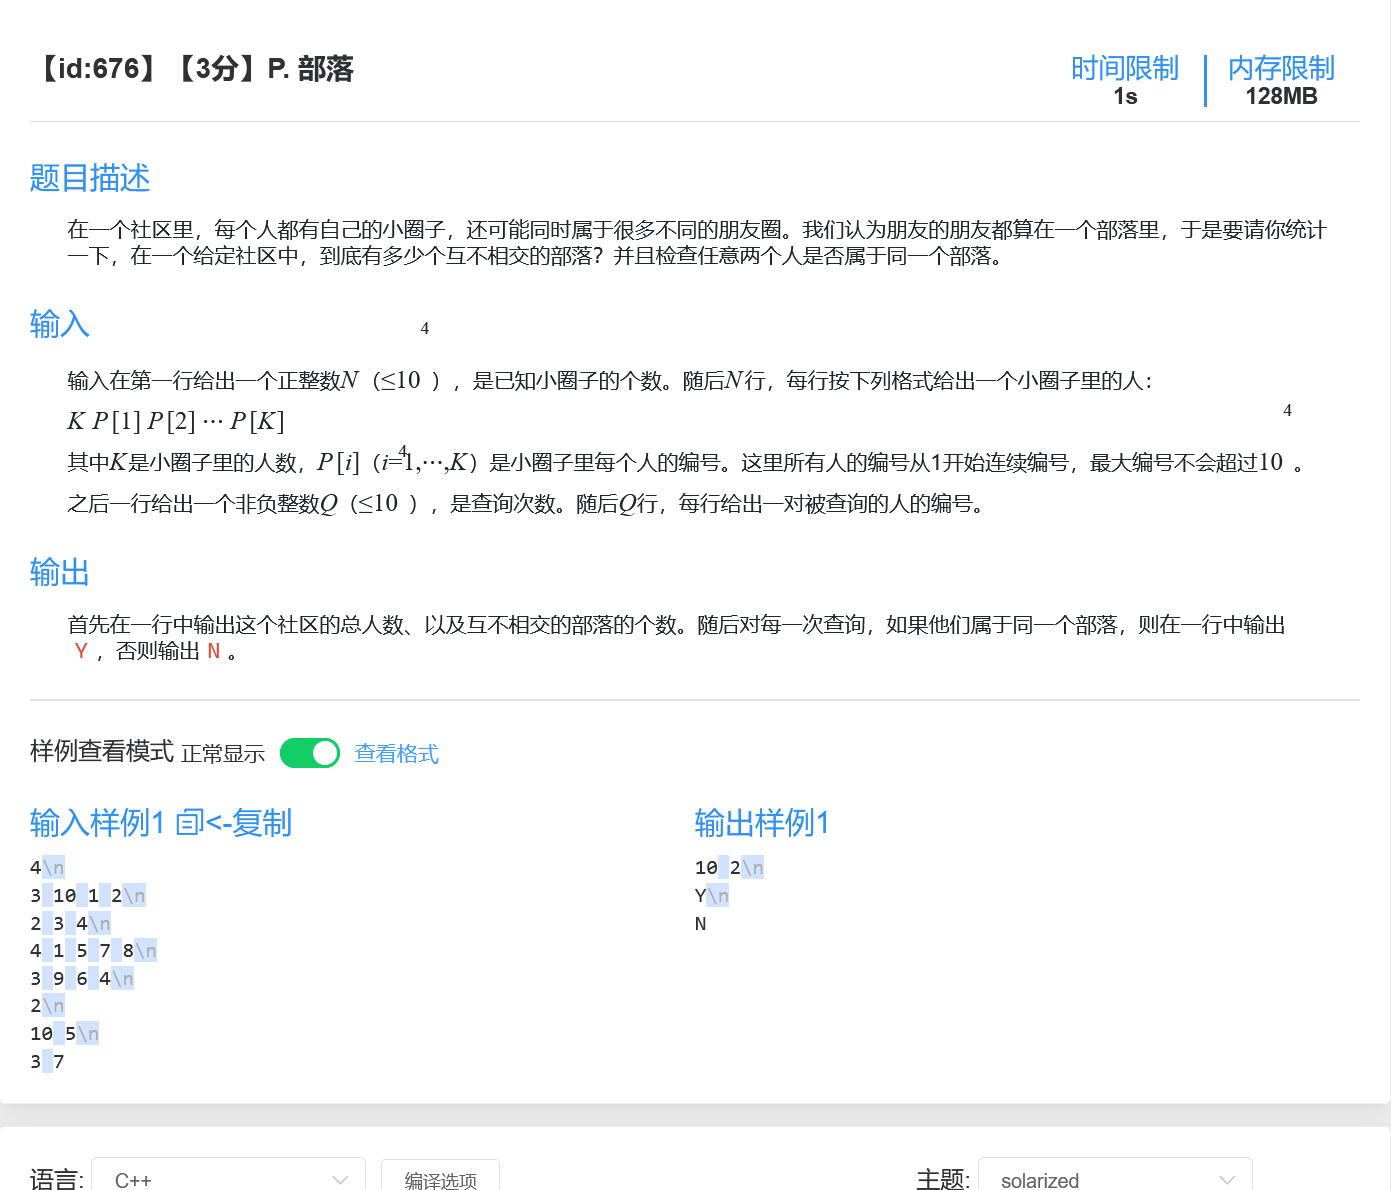 【id:676】【3分】P. 部落
时间限制
1s
内存限制
128MB
题目描述
在一个社区里，每个人都有自己的小圈子，还可能同时属于很多不同的朋友圈。我们认为朋友的朋友都算在一个部落里，于是要请你统计
一下，在一个给定社区中，到底有多少个互不相交的部落？并且检查任意两个人是否属于同一个部落。
输入
输入在第一行给出一个正整数N（≤10⁴），是已知小圈子的个数。随后N行，每行按下列格式给出一个小圈子里的人：
K P[1] P[2] ⋯ P[K]
其中K是小圈子里的人数，P[i]（i=1,⋯,K）是小圈子里每个人的编号。这里所有人的编号从1开始连续编号，最大编号不会超过10⁴。
之后一行给出一个非负整数Q（≤10⁴），是查询次数。随后Q行，每行给出一对被查询的人的编号。
输出
首先在一行中输出这个社区的总人数、以及互不相交的部落的个数。随后对每一次查询，如果他们属于同一个部落，则在一行中输出
Y ，否则输出 N 。
样例查看模式 正常显示 查看格式
输入样例1 <-复制
4\n
3 10 1 2\n
2 3 4\n
4 1 5 7 8\n
3 9 6 4\n
2\n
10 5\n
3 7
输出样例1
10 2\n
Y\n
N
语言: C++ 编译选项
主题: solarized